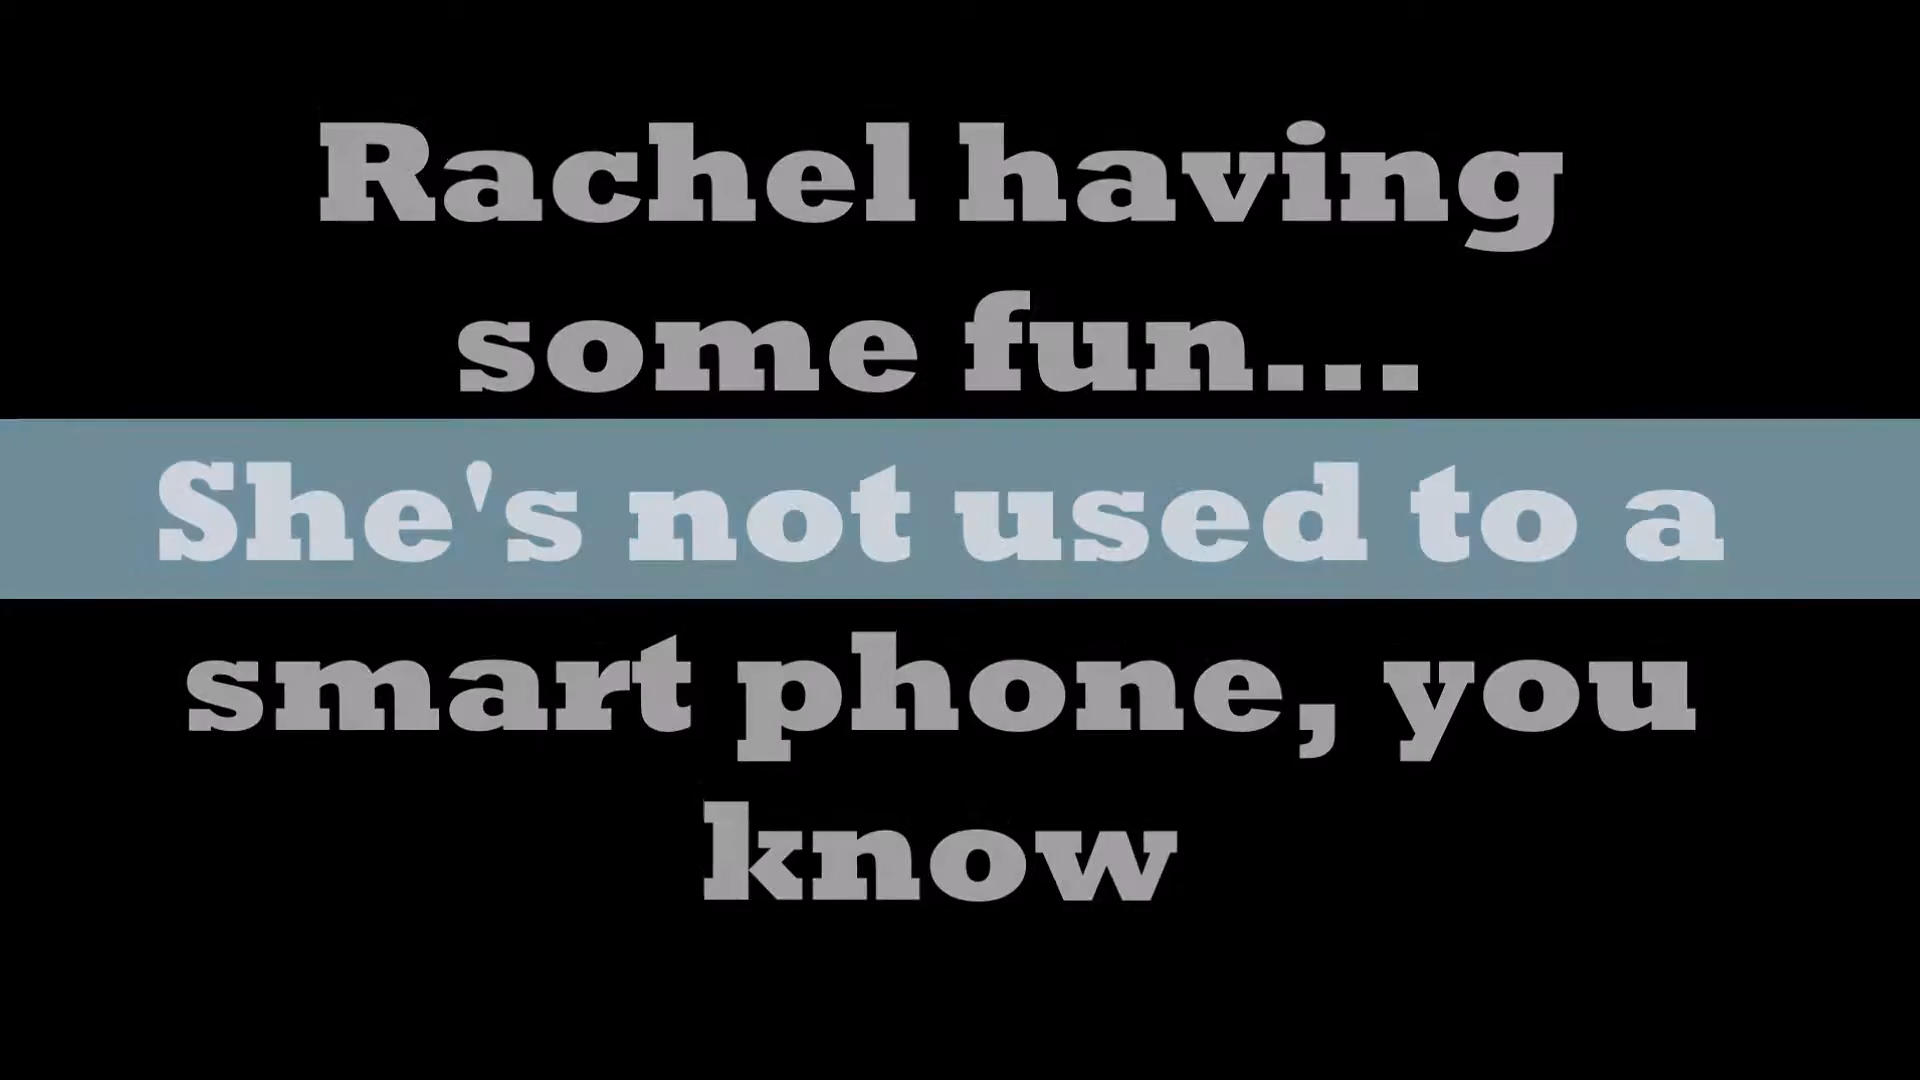 Rachel having
some fun...
She's not used to a
smart phone, you
know